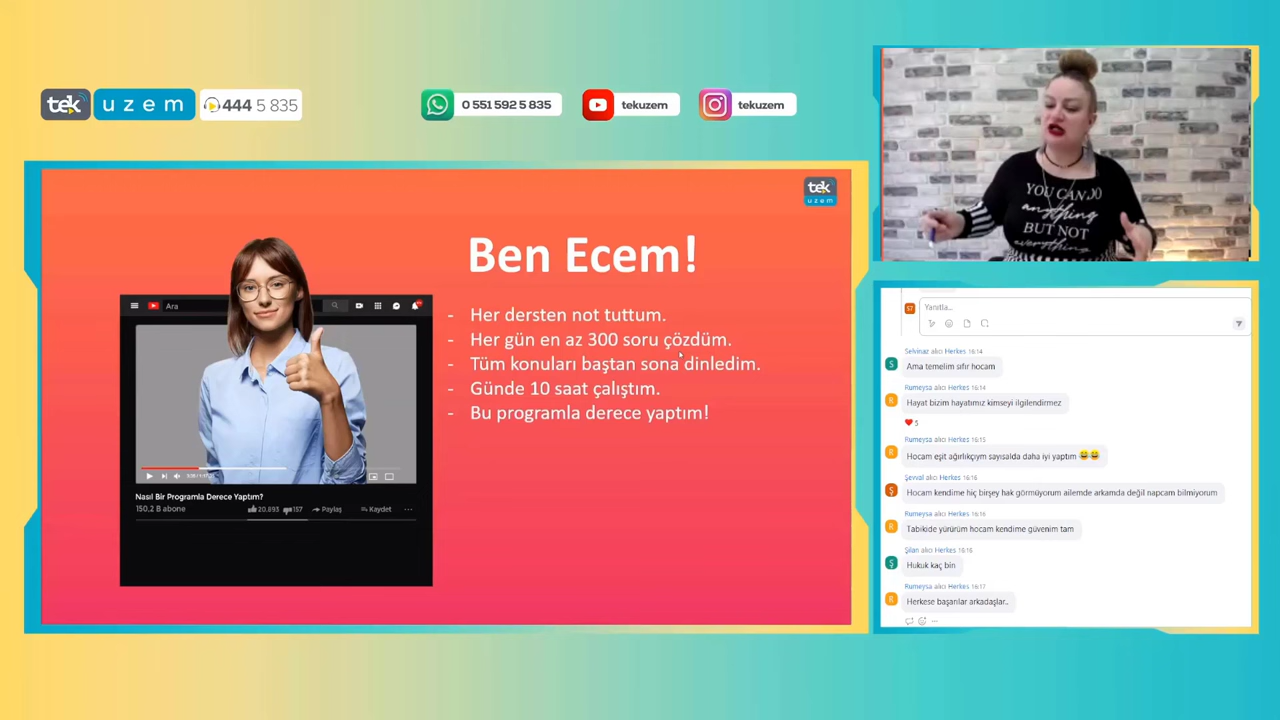 tek uzem 444 5 835
0 551 592 5 835
tekuzem
tekuzem
tek
uzem
Ben Ecem!
- Her dersten not tuttum.
- Her gün en az 300 soru çözdüm.
- Tüm konuları baştan sona dinledim.
- Günde 10 saat çalıştım.
- Bu programla derece yaptım!
Ara
Nasıl Bir Programla Derece Yaptım?
150,2 B abone 20.893 157 Paylaş Kaydet
YOU CAN DO
anything
BUT NOT
everything
ST Yanıtla...
Selvinaz alıcı Herkes 16:14
S Ama temelim sıfır hocam
Rumeysa alıcı Herkes 16:14
R Hayat bizim hayatımız kimseyi ilgilendirmez
❤ 5
Rumeysa alıcı Herkes 16:15
R Hocam eşit ağırlıkçıym sayısalda daha iyi yaptım 😂😂
Şevval alıcı Herkes 16:16
Ş Hocam kendime hiç birşey hak görmüyorum ailemde arkamda değil napcam bilmiyorum
Rumeysa alıcı Herkes 16:16
R Tabikide yürürüm hocam kendime güvenim tam
Şilan alıcı Herkes 16:16
Ş Hukuk kaç bin
Rumeysa alıcı Herkes 16:17
R Herkese başarılar arkadaşlar..